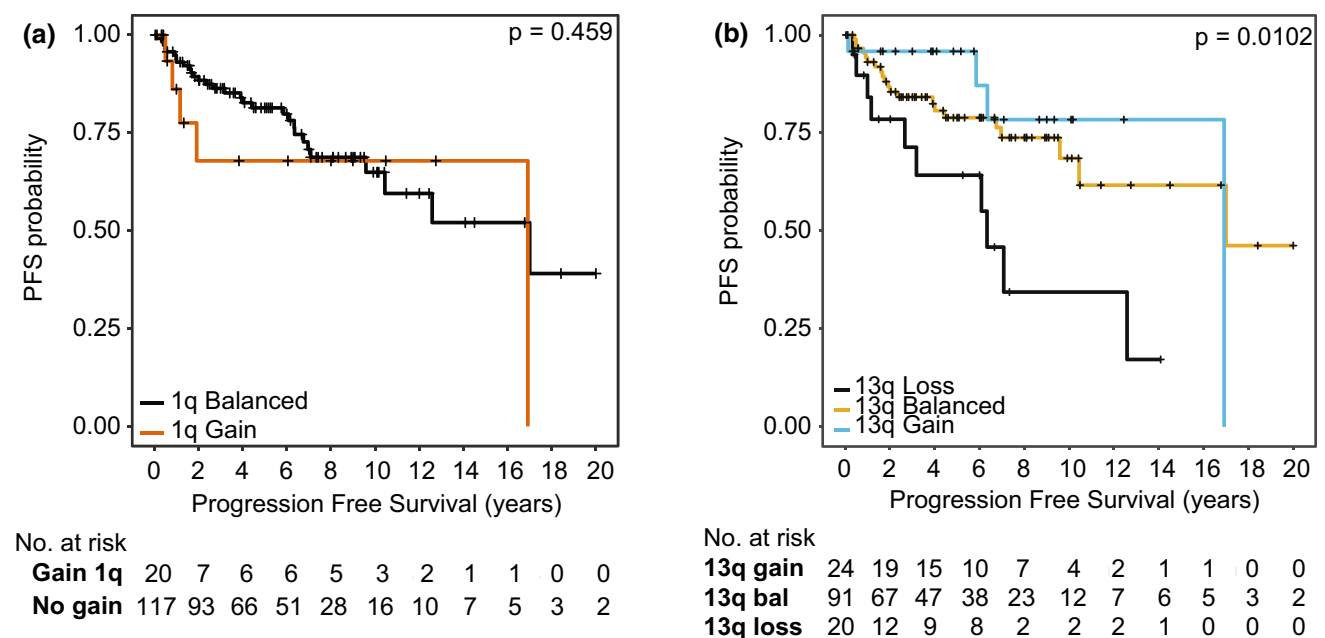 (a)
p = 0.459
1.00
0.75
0.50
0.25
0.00
PFS probability
1q Balanced
1q Gain
0 2 4 6 8 10 12 14 16 18 20
Progression Free Survival (years)
No. at risk
Gain 1q 20 7 6 6 5 3 2 1 1 0 0
No gain 117 93 66 51 28 16 10 7 5 3 2
(b)
p = 0.0102
1.00
0.75
0.50
0.25
0.00
PFS probability
13q Loss
13q Balanced
13q Gain
0 2 4 6 8 10 12 14 16 18 20
Progression Free Survival (years)
No. at risk
13q gain 24 19 15 10 7 4 2 1 1 0 0
13q bal 91 67 47 38 23 12 7 6 5 3 2
13q loss 20 12 9 8 2 2 2 1 0 0 0